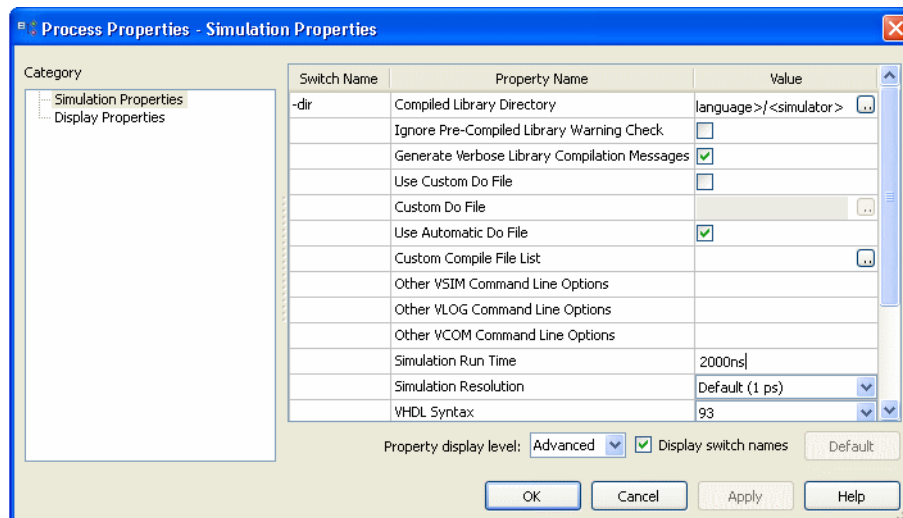 Process Properties - Simulation Properties
Category
Simulation Properties
Display Properties
Switch Name Property Name Value
-dir Compiled Library Directory language>/<simulator> ..
Ignore Pre-Compiled Library Warning Check
Generate Verbose Library Compilation Messages
Use Custom Do File
Custom Do File ..
Use Automatic Do File
Custom Compile File List ..
Other VSIM Command Line Options
Other VLOG Command Line Options
Other VCOM Command Line Options
Simulation Run Time 2000ns
Simulation Resolution Default (1 ps)
VHDL Syntax 93
Property display level: Advanced Display switch names Default
OK Cancel Apply Help